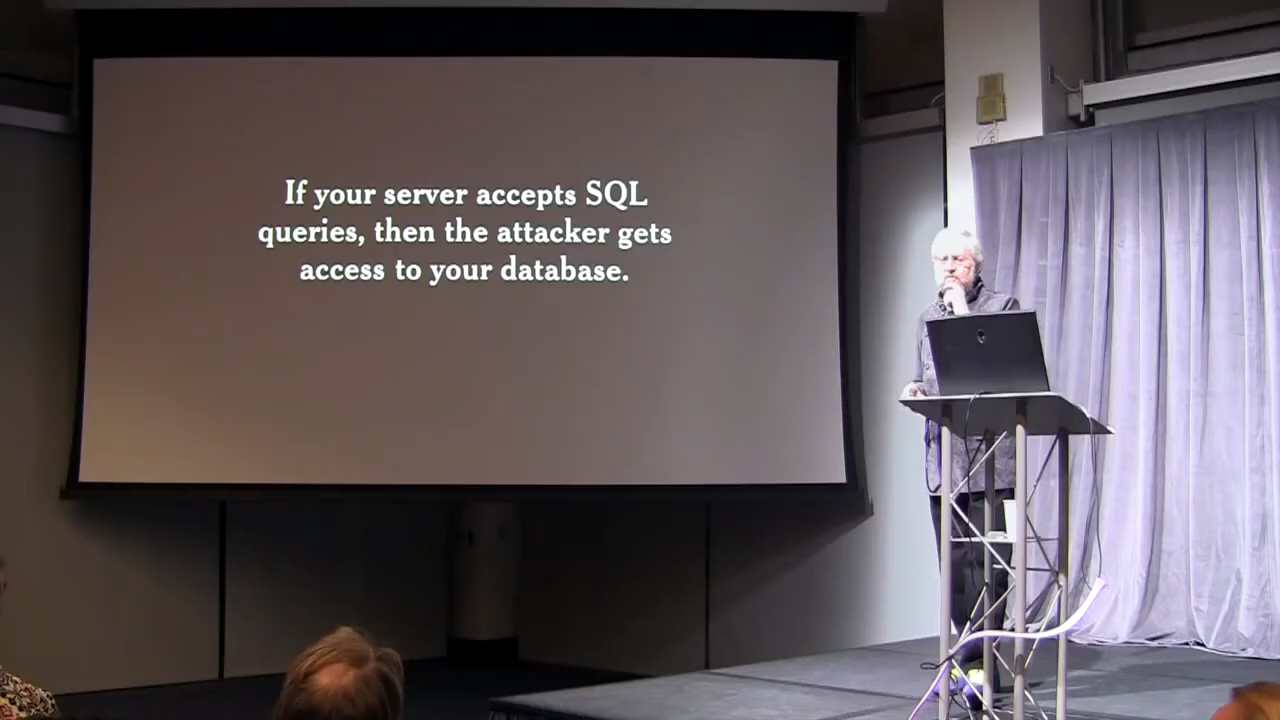 If your server accepts SQL
queries, then the attacker gets
access to your database.